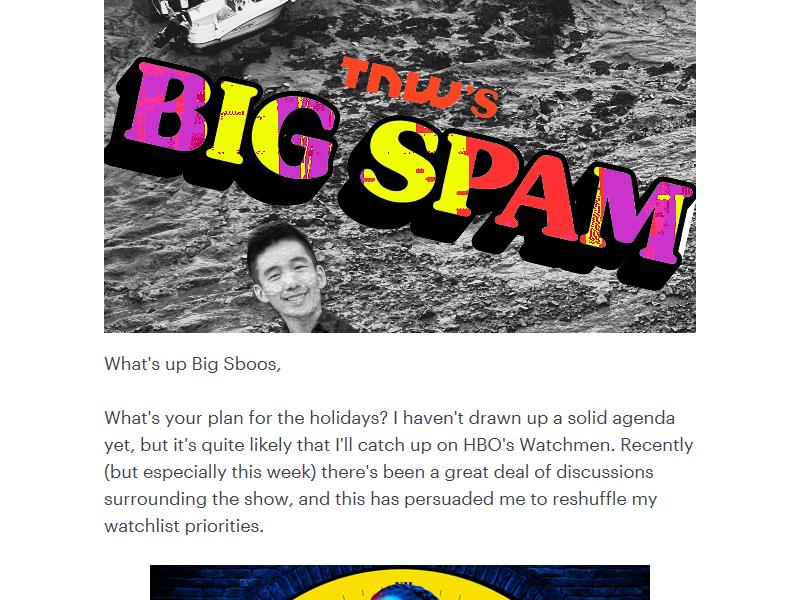 TNW's
BIG SPAM
What's up Big Sboos,
What's your plan for the holidays? I haven't drawn up a solid agenda
yet, but it's quite likely that I'll catch up on HBO's Watchmen. Recently
(but especially this week) there's been a great deal of discussions
surrounding the show, and this has persuaded me to reshuffle my
watchlist priorities.